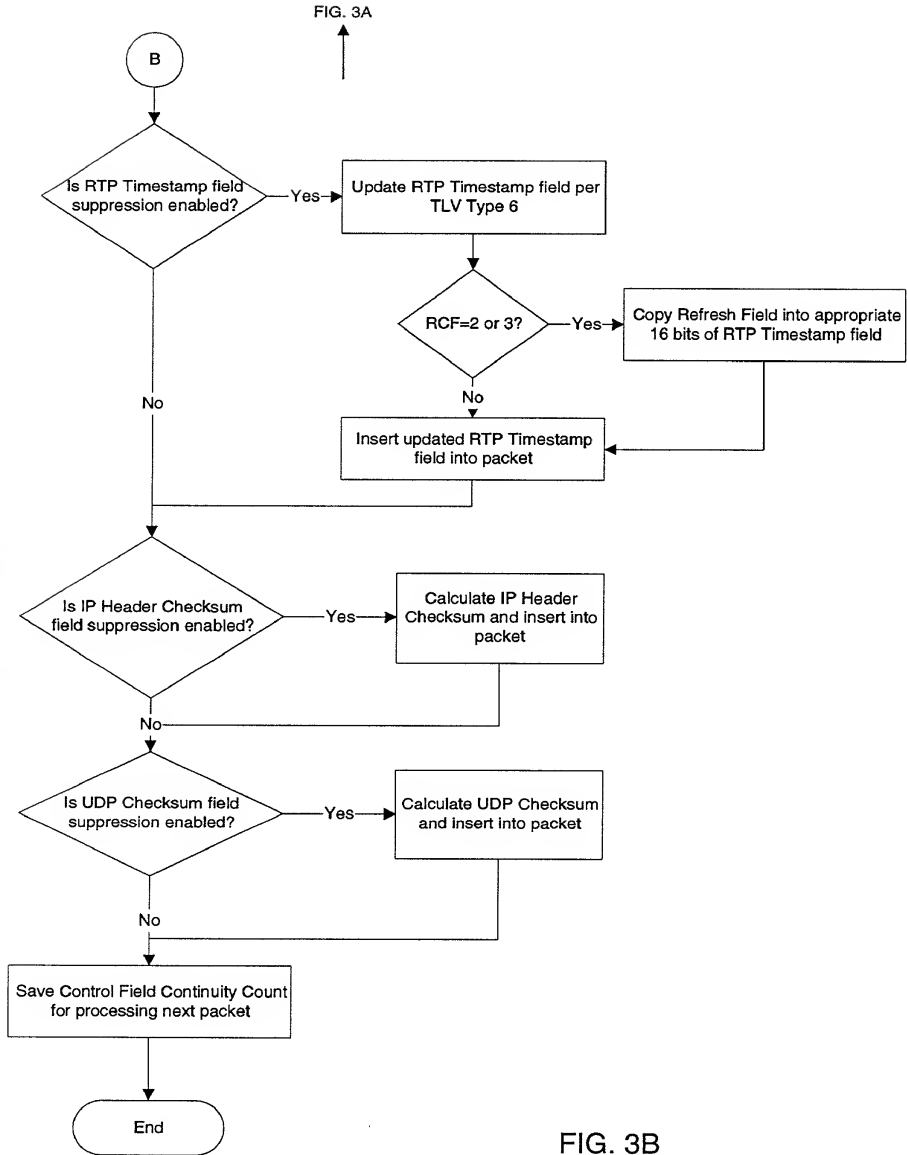 FIG. 3A
B
Is RTP Timestamp field
suppression enabled?
Yes
Update RTP Timestamp field per
TLV Type 6
RCF=2 or 3?
Yes
Copy Refresh Field into appropriate
16 bits of RTP Timestamp field
No
No
Insert updated RTP Timestamp
field into packet
Is IP Header Checksum
field suppression enabled?
Yes
Calculate IP Header
Checksum and insert into
packet
No
Is UDP Checksum field
suppression enabled?
Yes
Calculate UDP Checksum
and insert into packet
No
Save Control Field Continuity Count
for processing next packet
End
FIG. 3B